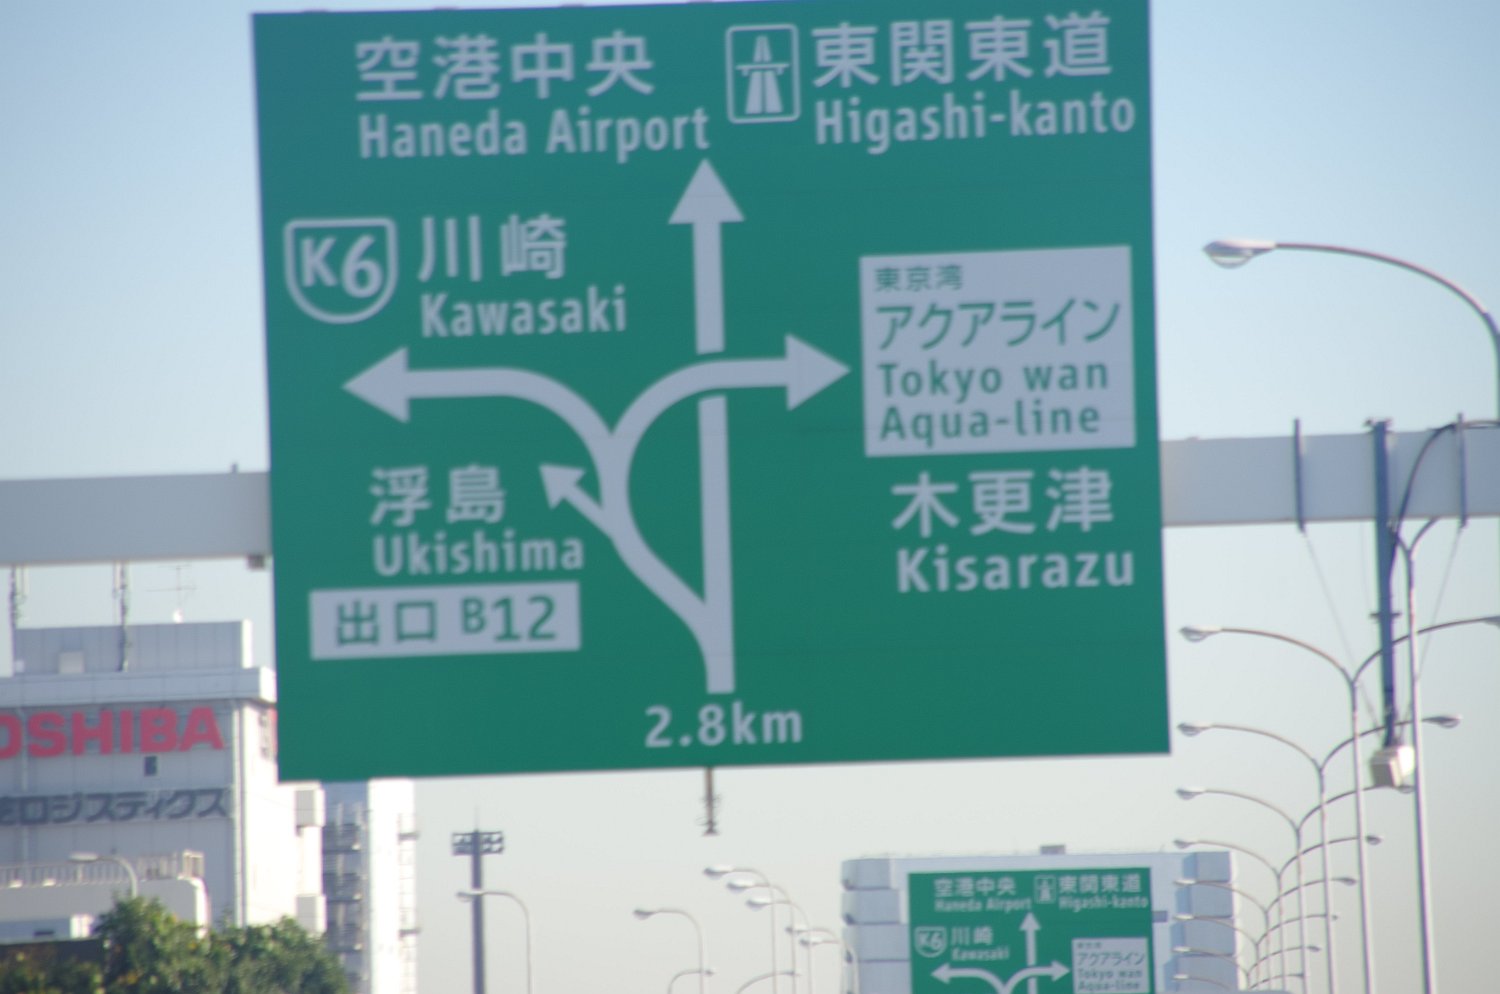 空港中央
Haneda Airport
東関東道
Higashi-kanto
K6
川崎
Kawasaki
東京湾
アクアライン
Tokyo wan
Aqua-line
木更津
Kisarazu
浮島
Ukishima
出口 B12
2.8km
OSHIBA
ロジスティクス
空港中央
Haneda Airport
東関東道
Higashi-kanto
K6
川崎
Kawasaki
アクアライン
Tokyo wan
Aqua-line